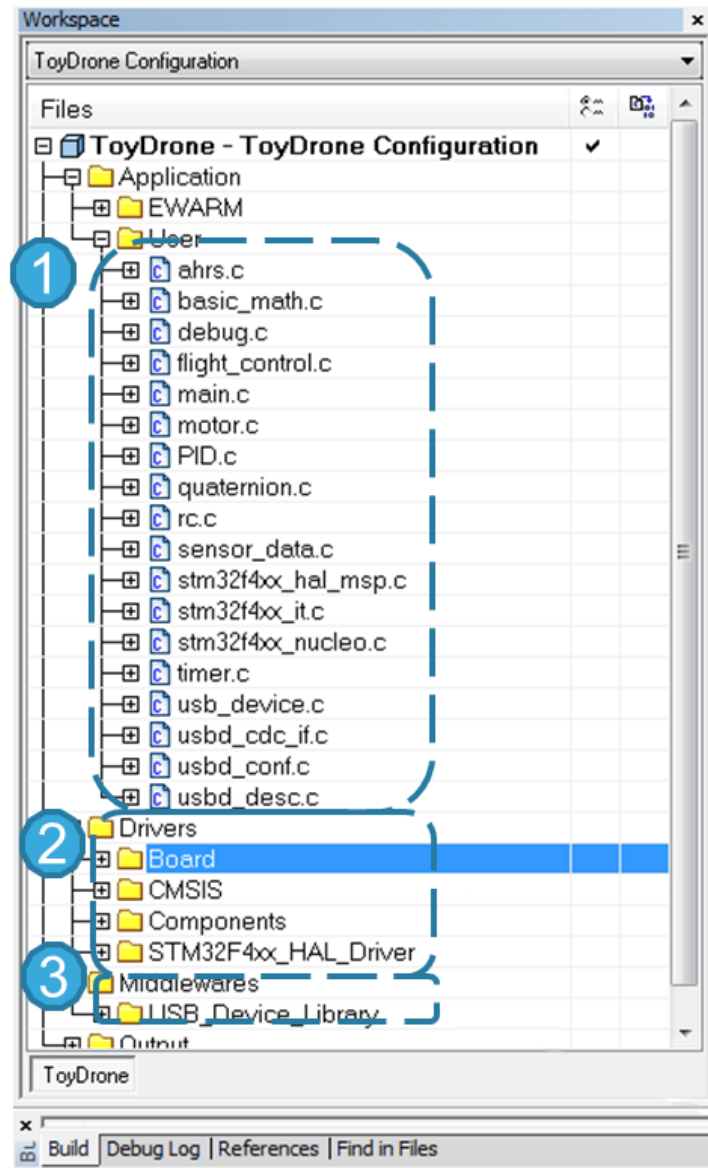 Workspace
ToyDrone Configuration
Files
ToyDrone - ToyDrone Configuration
Application
EWARM
User
1
ahrs.c
basic_math.c
debug.c
flight_control.c
main.c
motor.c
PID.c
quaternion.c
rc.c
sensor_data.c
stm32f4xx_hal_msp.c
stm32f4xx_it.c
stm32f4xx_nucleo.c
timer.c
usb_device.c
usbd_cdc_if.c
usbd_conf.c
usbd_desc.c
Drivers
2
Board
CMSIS
Components
STM32F4xx_HAL_Driver
3
Middlewares
USB_Device_Library
Output
ToyDrone
Build Debug Log References Find in Files